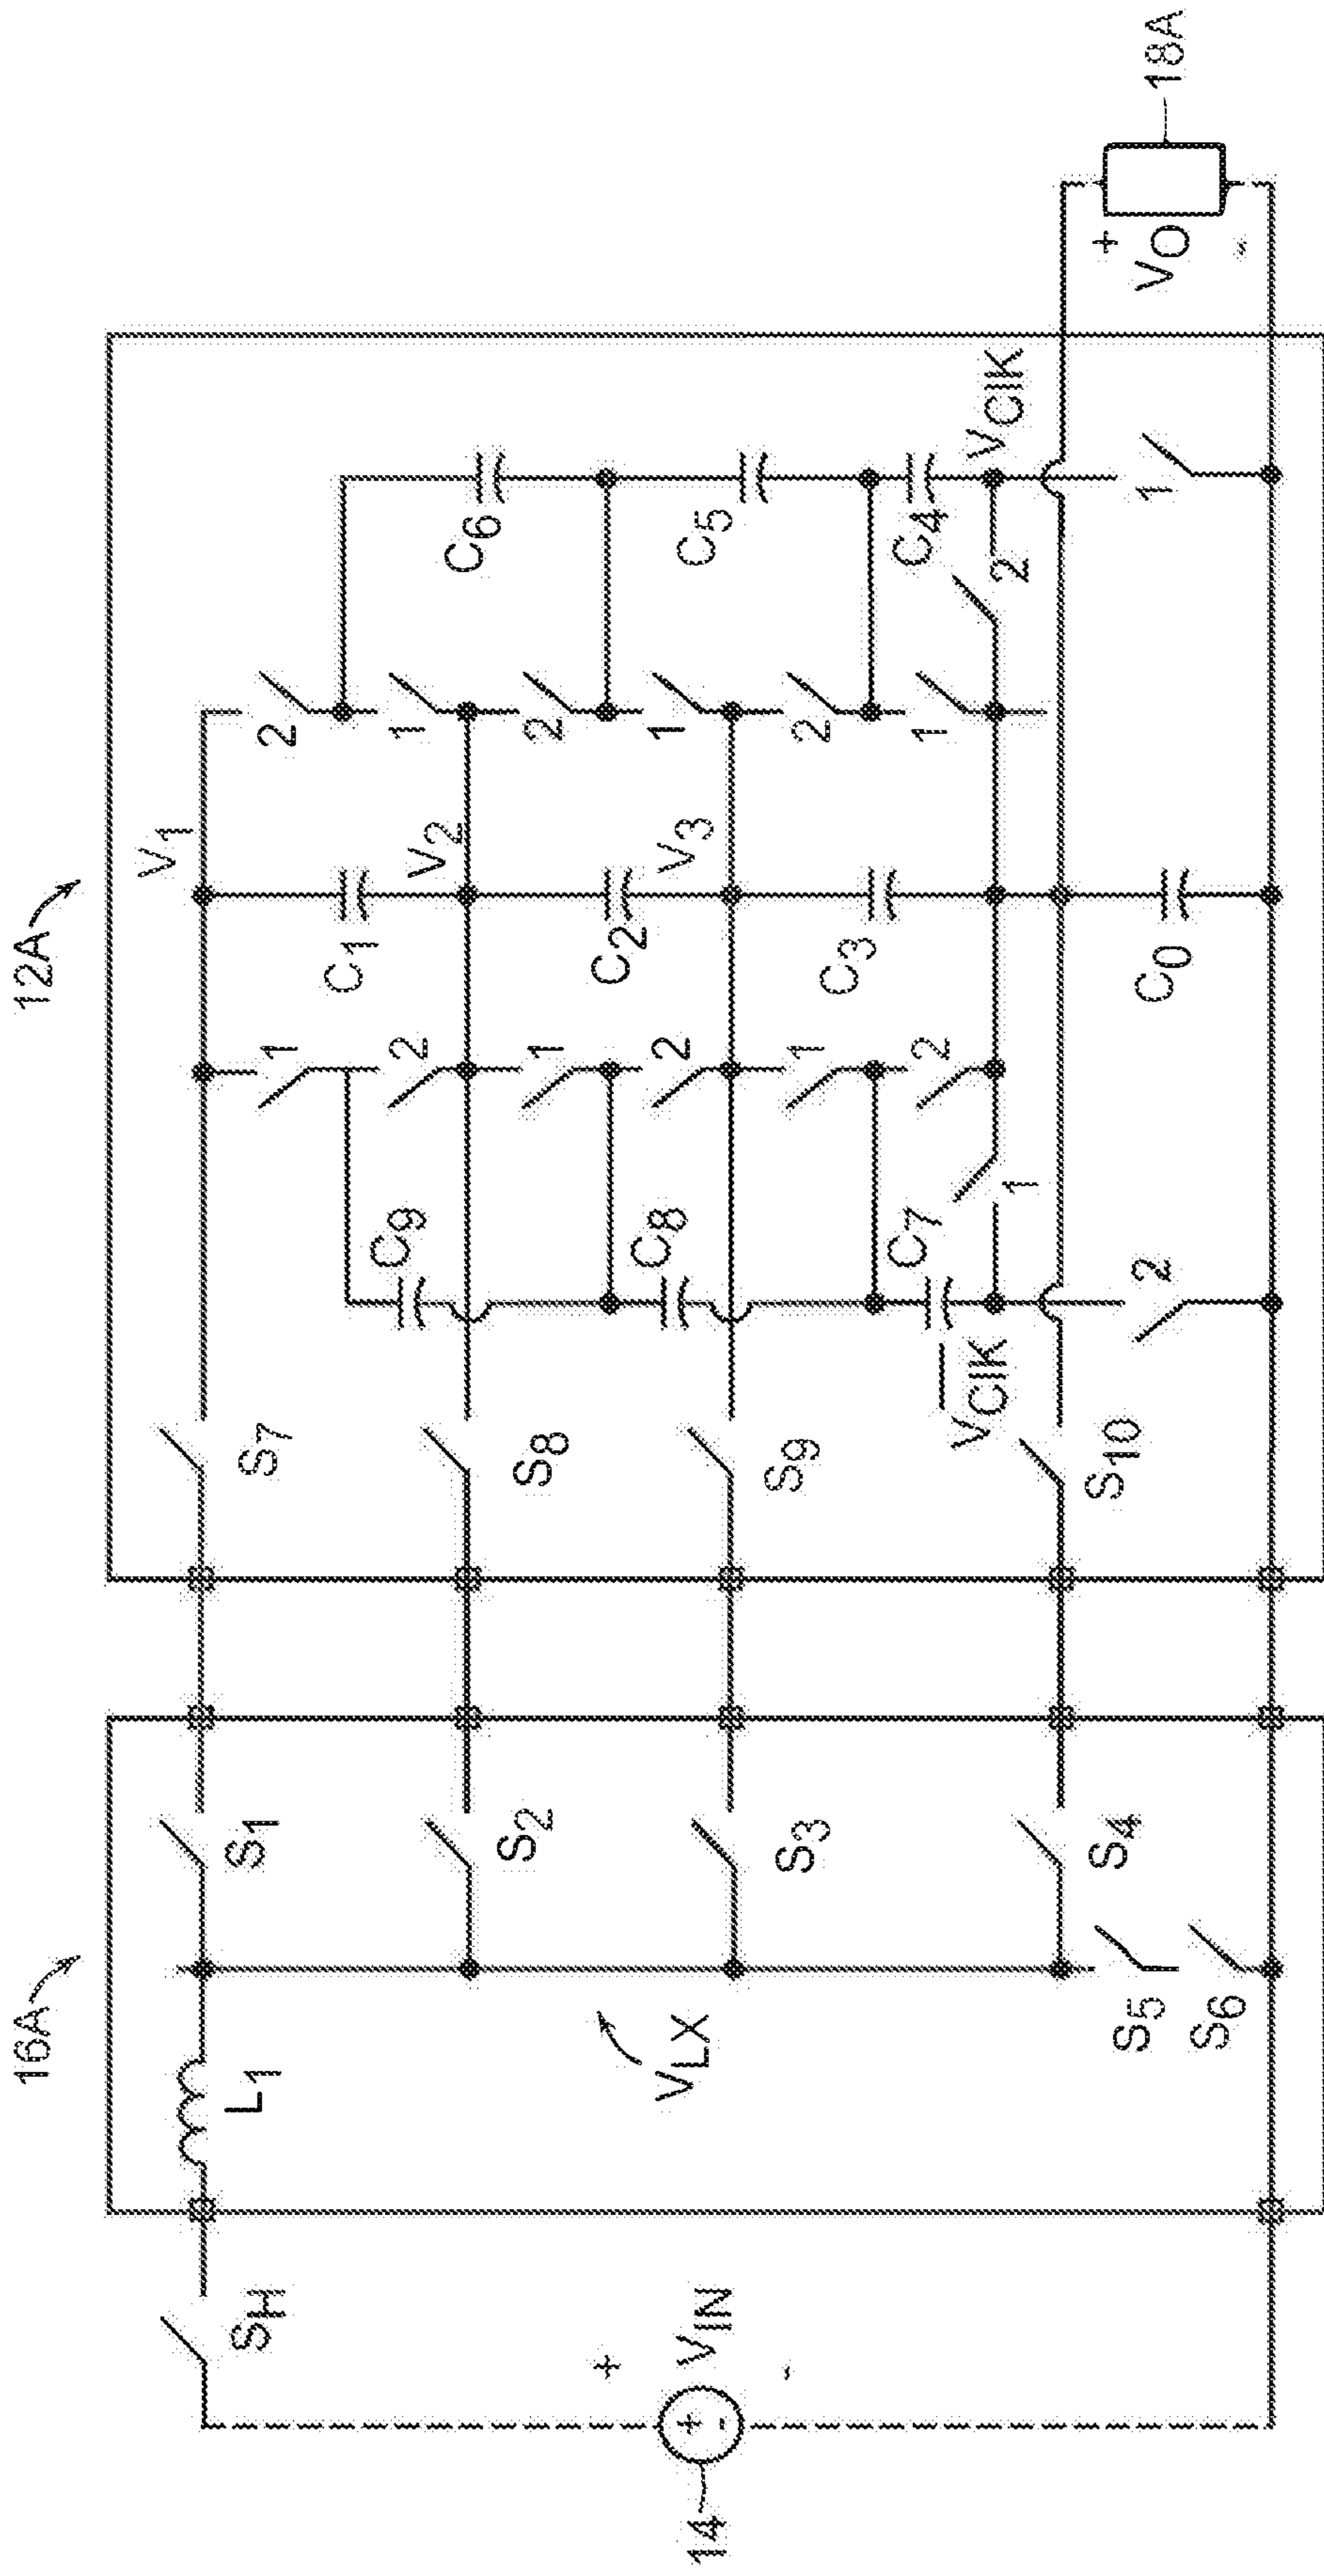 16A
12A
14
+
-
+
VIN
-
SH
L1
VLX
S1
S2
S3
S4
S5
S6
S7
S8
S9
S10
V1
V2
V3
C9
C8
C7
VCIK
1
2
1
2
1
2
1
2
C1
C2
C3
C0
2
1
2
1
2
1
2
1
C6
C5
C4
VCIK
+
VO
-
18A